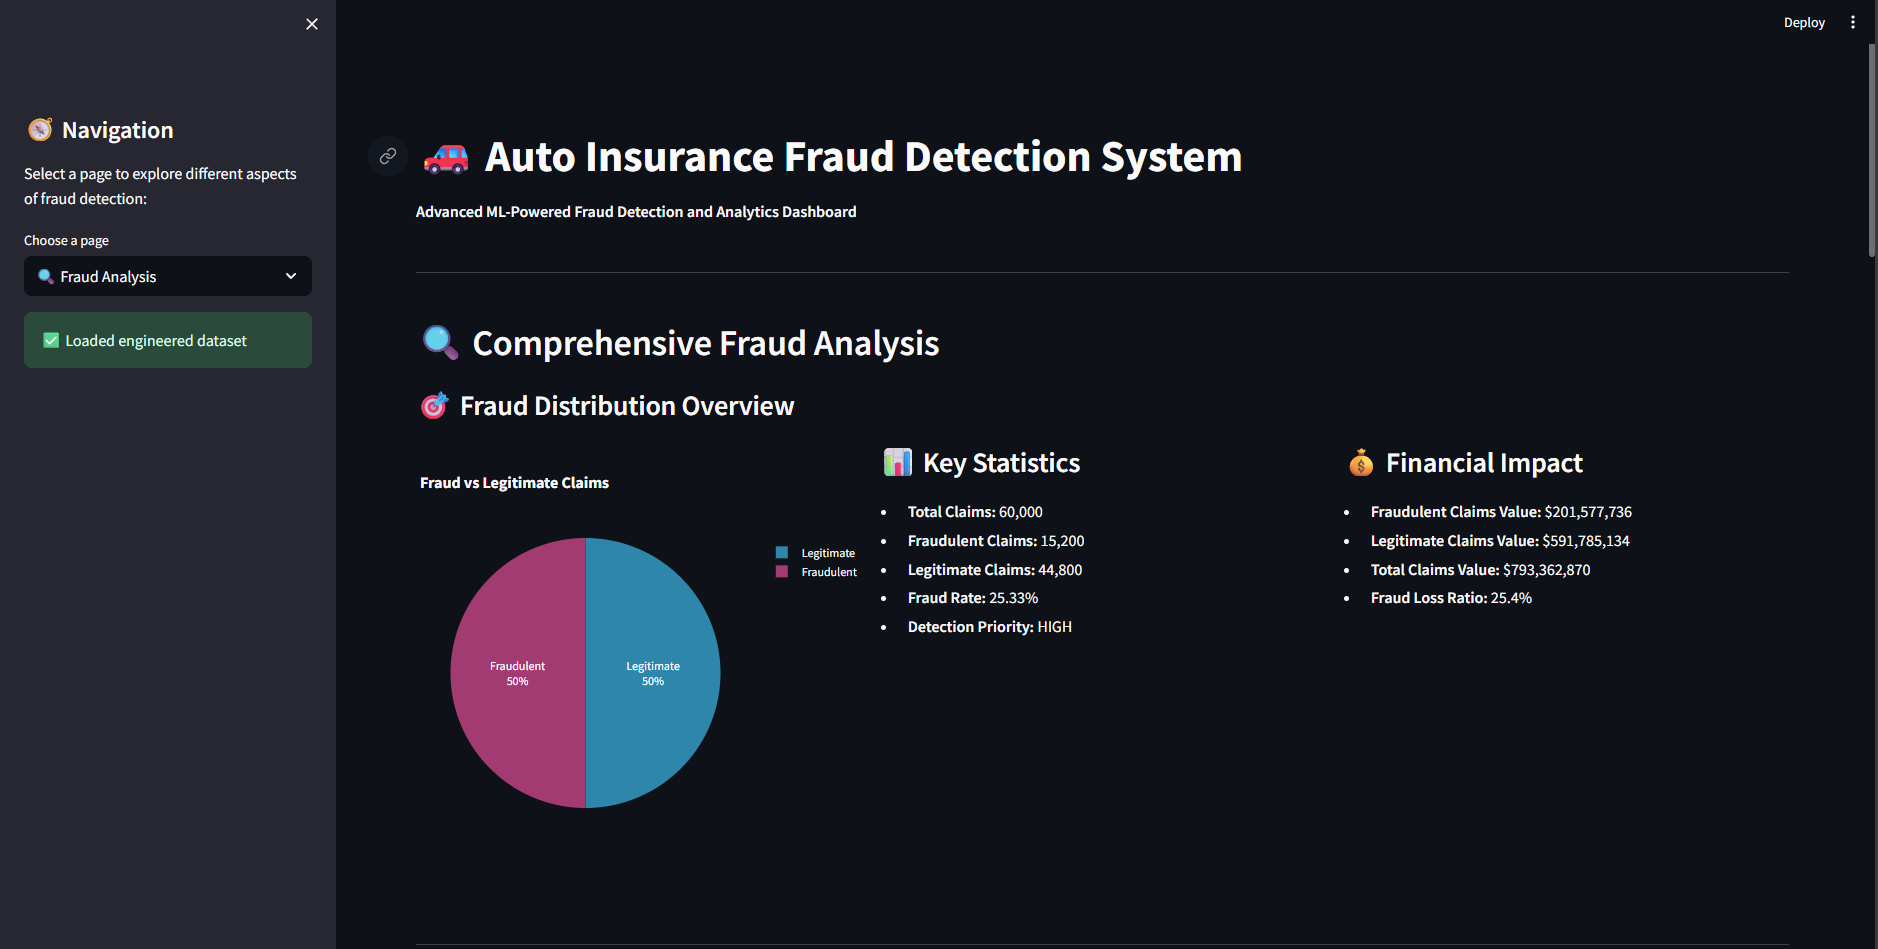 Deploy
Navigation
Select a page to explore different aspects
of fraud detection:
Choose a page
Fraud Analysis
Loaded engineered dataset
Auto Insurance Fraud Detection System
Advanced ML-Powered Fraud Detection and Analytics Dashboard
Comprehensive Fraud Analysis
Fraud Distribution Overview
Fraud vs Legitimate Claims
Legitimate
Fraudulent
Fraudulent
50%
Legitimate
50%
Key Statistics
Total Claims: 60,000
Fraudulent Claims: 15,200
Legitimate Claims: 44,800
Fraud Rate: 25.33%
Detection Priority: HIGH
Financial Impact
Fraudulent Claims Value: $201,577,736
Legitimate Claims Value: $591,785,134
Total Claims Value: $793,362,870
Fraud Loss Ratio: 25.4%